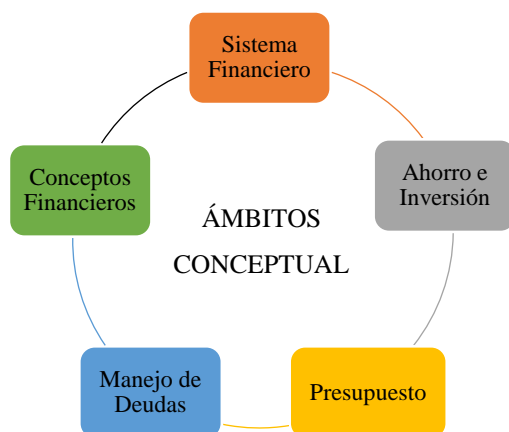 Sistema
Financiero
Ahorro e
Inversión
Presupuesto
Manejo de
Deudas
Conceptos
Financieros
ÁMBITOS
CONCEPTUAL